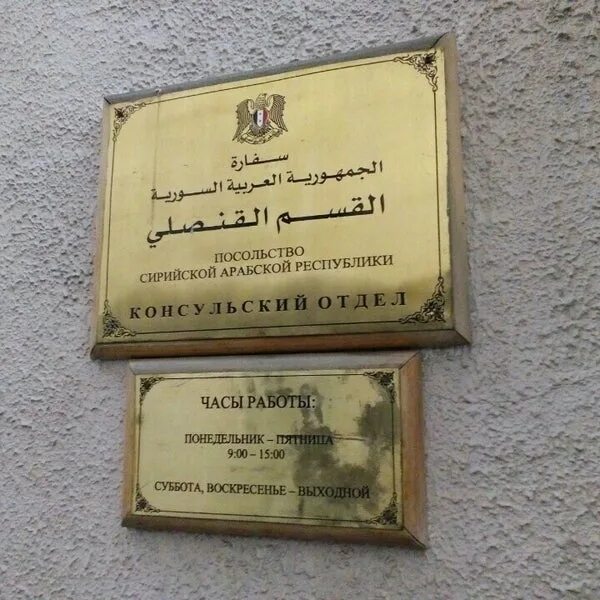 سفارة
الجمهورية العربية السورية
القسم القنصلي
ПОСОЛЬСТВО
СИРИЙСКОЙ АРАБСКОЙ РЕСПУБЛИКИ
КОНСУЛЬСКИЙ ОТДЕЛ
ЧАСЫ РАБОТЫ:
ПОНЕДЕЛЬНИК – ПЯТНИЦА
9:00 – 15:00
СУББОТА, ВОСКРЕСЕНЬЕ – ВЫХОДНОЙ